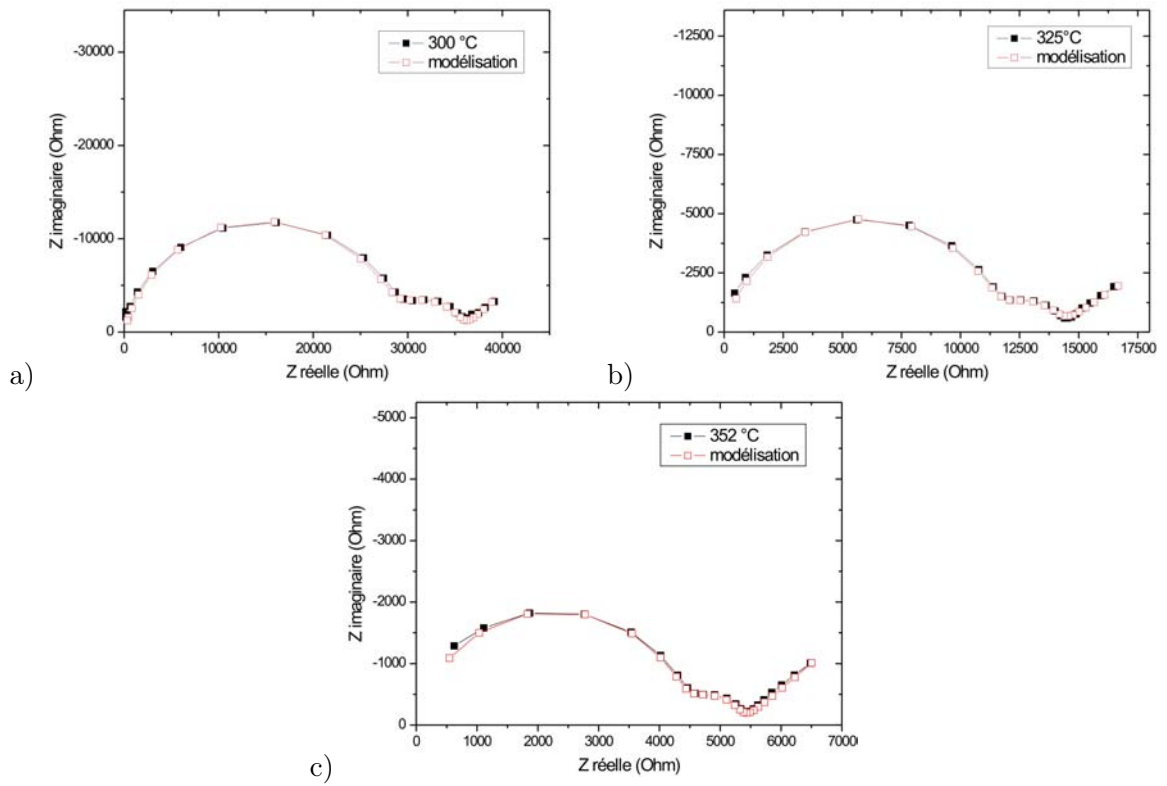 -30000
-20000
-10000
0
0 10000 20000 30000 40000
Z imaginaire (Ohm)
Z réelle (Ohm)
300 °C
modélisation
a)
-12500
-10000
-7500
-5000
-2500
0
0 2500 5000 7500 10000 12500 15000 17500
Z imaginaire (Ohm)
Z réelle (Ohm)
325°C
modélisation
b)
-5000
-4000
-3000
-2000
-1000
0
0 1000 2000 3000 4000 5000 6000 7000
Z imaginaire (Ohm)
Z réelle (Ohm)
352 °C
modélisation
c)